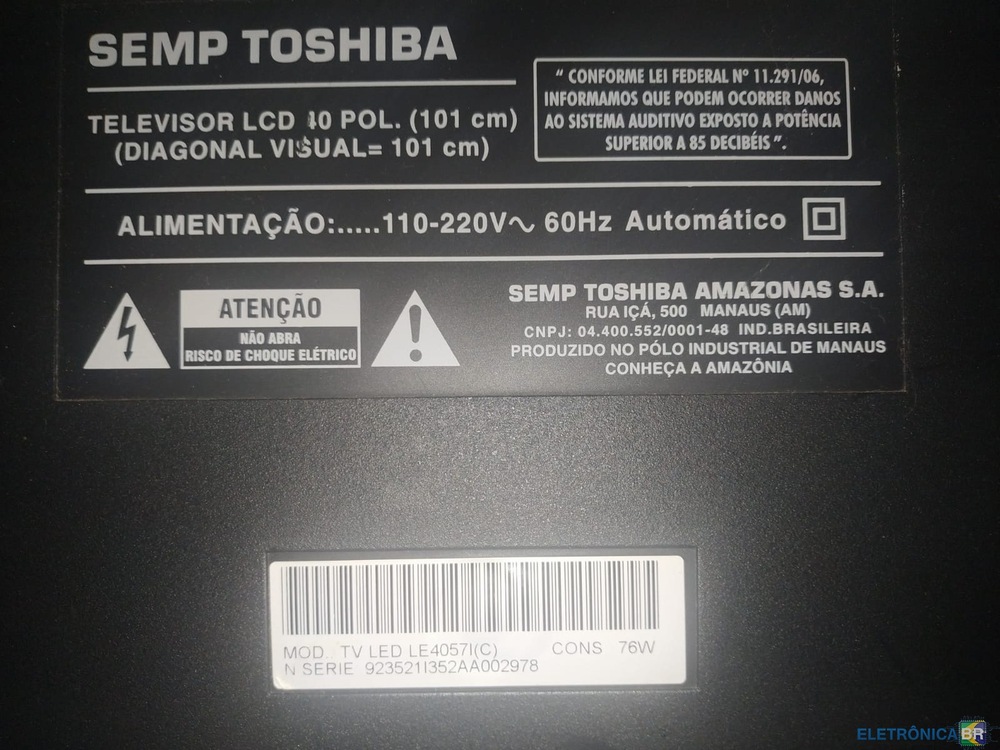 SEMP TOSHIBA
TELEVISOR LCD 40 POL. (101 cm)
(DIAGONAL VISUAL= 101 cm)
" CONFORME LEI FEDERAL Nº 11.291/06,
INFORMAMOS QUE PODEM OCORRER DANOS
AO SISTEMA AUDITIVO EXPOSTO A POTÊNCIA
SUPERIOR A 85 DECIBÉIS ".
ALIMENTAÇÃO:.....110-220V~ 60Hz Automático
ATENÇÃO
NÃO ABRA
RISCO DE CHOQUE ELÉTRICO
SEMP TOSHIBA AMAZONAS S.A.
RUA IÇÁ, 500 MANAUS (AM)
CNPJ: 04.400.552/0001-48 IND.BRASILEIRA
PRODUZIDO NO PÓLO INDUSTRIAL DE MANAUS
CONHEÇA A AMAZÔNIA
MOD. TV LED LE4057I(C) CONS 76W
N SERIE 923521I352AA002978
ELETRÔNICA BR